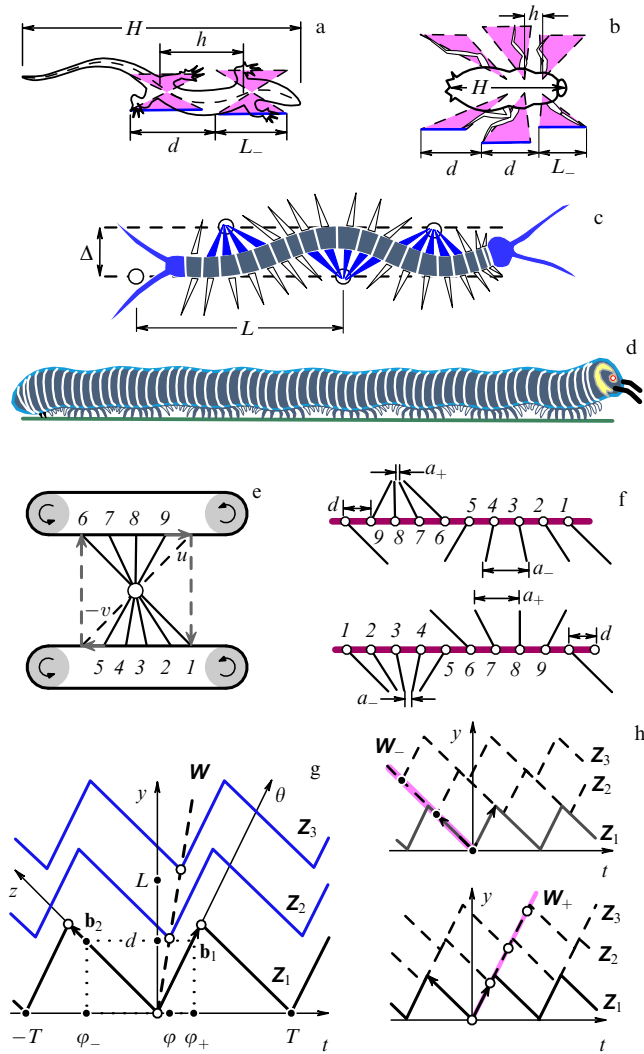 a
H
h
d
L₋
b
h
H
d
d
L₋
c
Δ
L
d
e
6 7 8 9
u
−v
5 4 3 2 1
f
a₊
d
9 8 7 6 5 4 3 2 1
a₋
a₊
1 2 3 4 5 6 7 8 9
d
a₋
g
W
y
θ
Z₃
z
L
Z₂
b₂
d
b₁
Z₁
−T φ₋ φ φ₊ T t
h
W₋
y
Z₃
Z₂
Z₁
t
y
W₊
Z₃
Z₂
Z₁
t